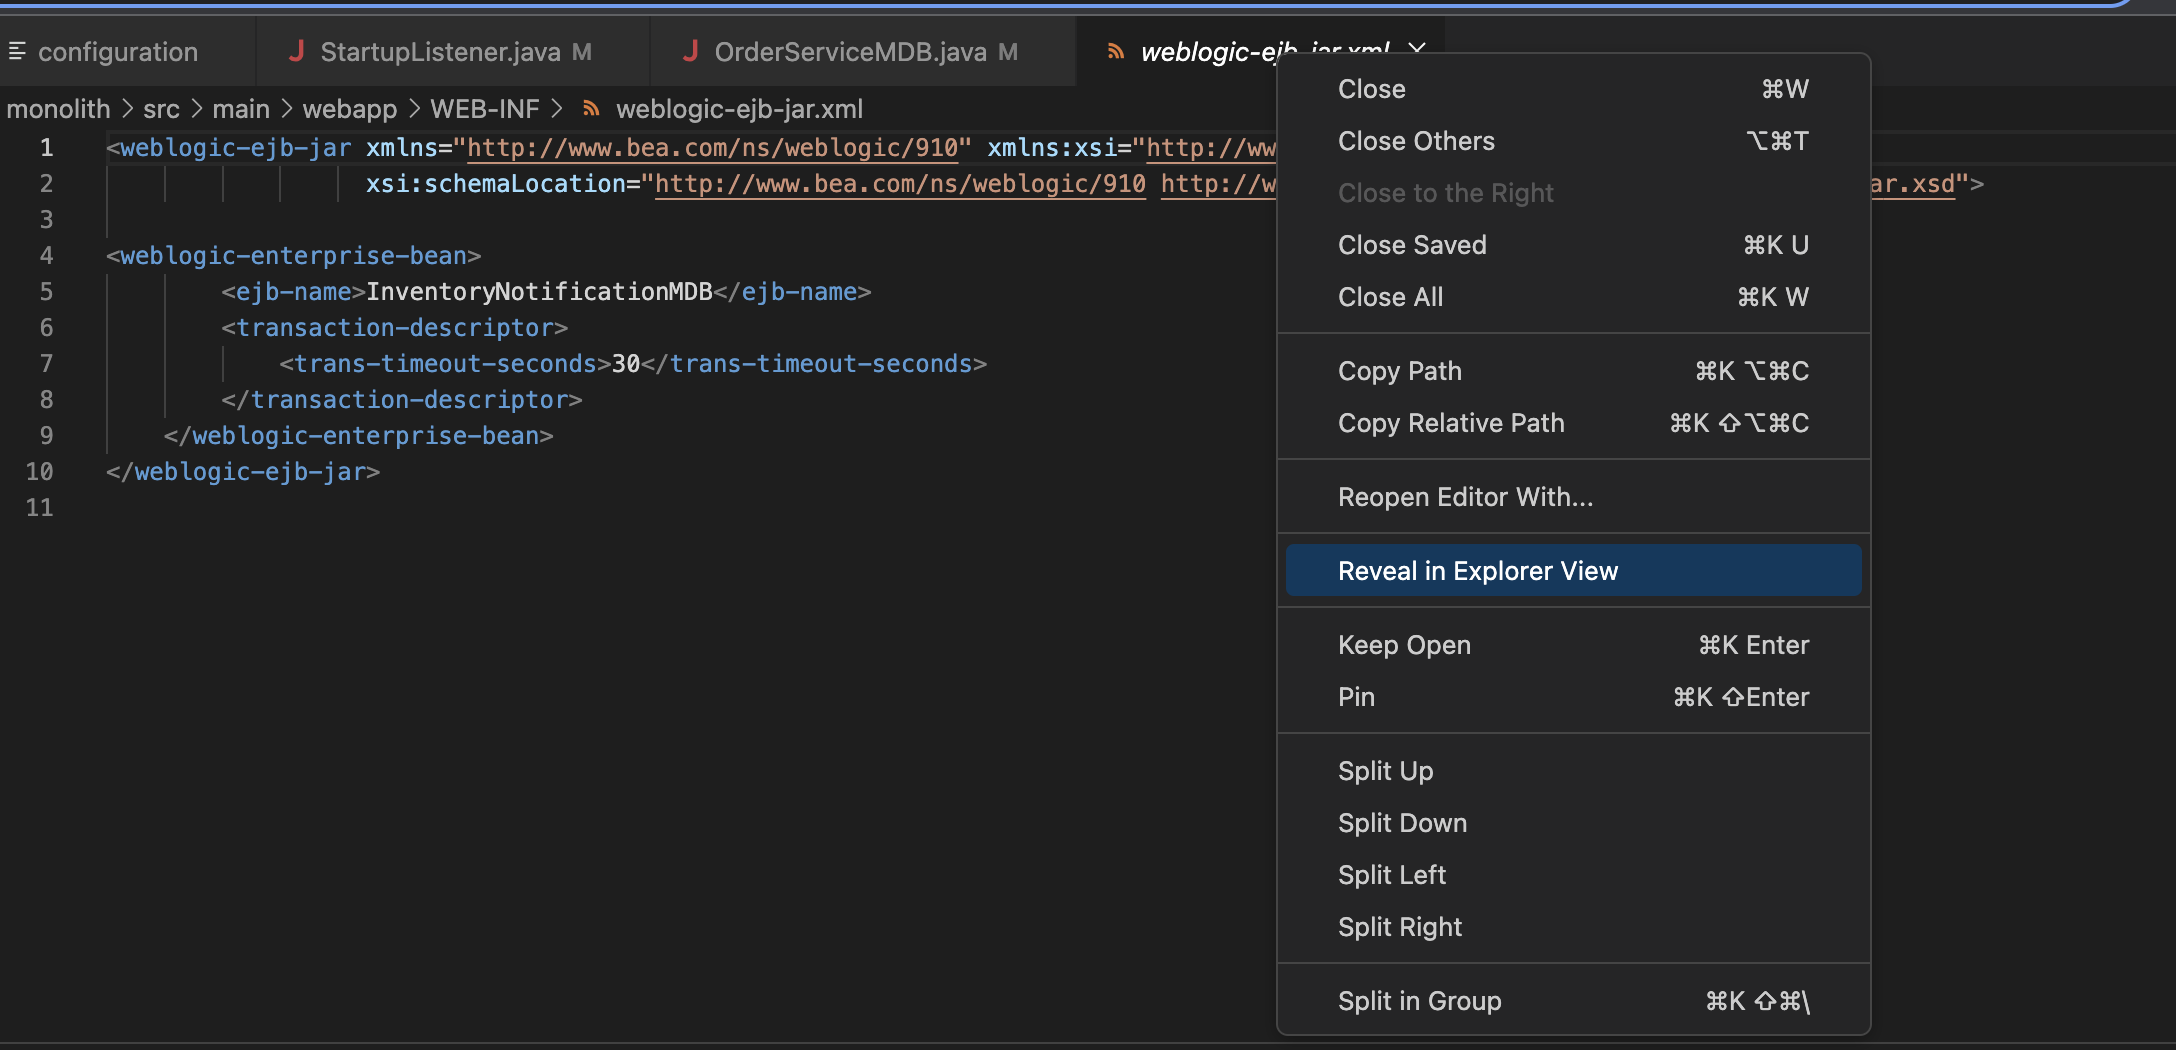 configuration
StartupListener.java M
OrderServiceMDB.java M
weblogic-ejb-jar.xml
monolith > src > main > webapp > WEB-INF > weblogic-ejb-jar.xml
1 <weblogic-ejb-jar xmlns="http://www.bea.com/ns/weblogic/910" xmlns:xsi="http://ww
2 xsi:schemaLocation="http://www.bea.com/ns/weblogic/910 http://w ar.xsd">
3
4 <weblogic-enterprise-bean>
5 <ejb-name>InventoryNotificationMDB</ejb-name>
6 <transaction-descriptor>
7 <trans-timeout-seconds>30</trans-timeout-seconds>
8 </transaction-descriptor>
9 </weblogic-enterprise-bean>
10 </weblogic-ejb-jar>
11
Close ⌘W
Close Others ⌥⌘T
Close to the Right
Close Saved ⌘K U
Close All ⌘K W
Copy Path ⌘K ⌥⌘C
Copy Relative Path ⌘K ⇧⌥⌘C
Reopen Editor With...
Reveal in Explorer View
Keep Open ⌘K Enter
Pin ⌘K ⇧Enter
Split Up
Split Down
Split Left
Split Right
Split in Group ⌘K ⇧⌘\